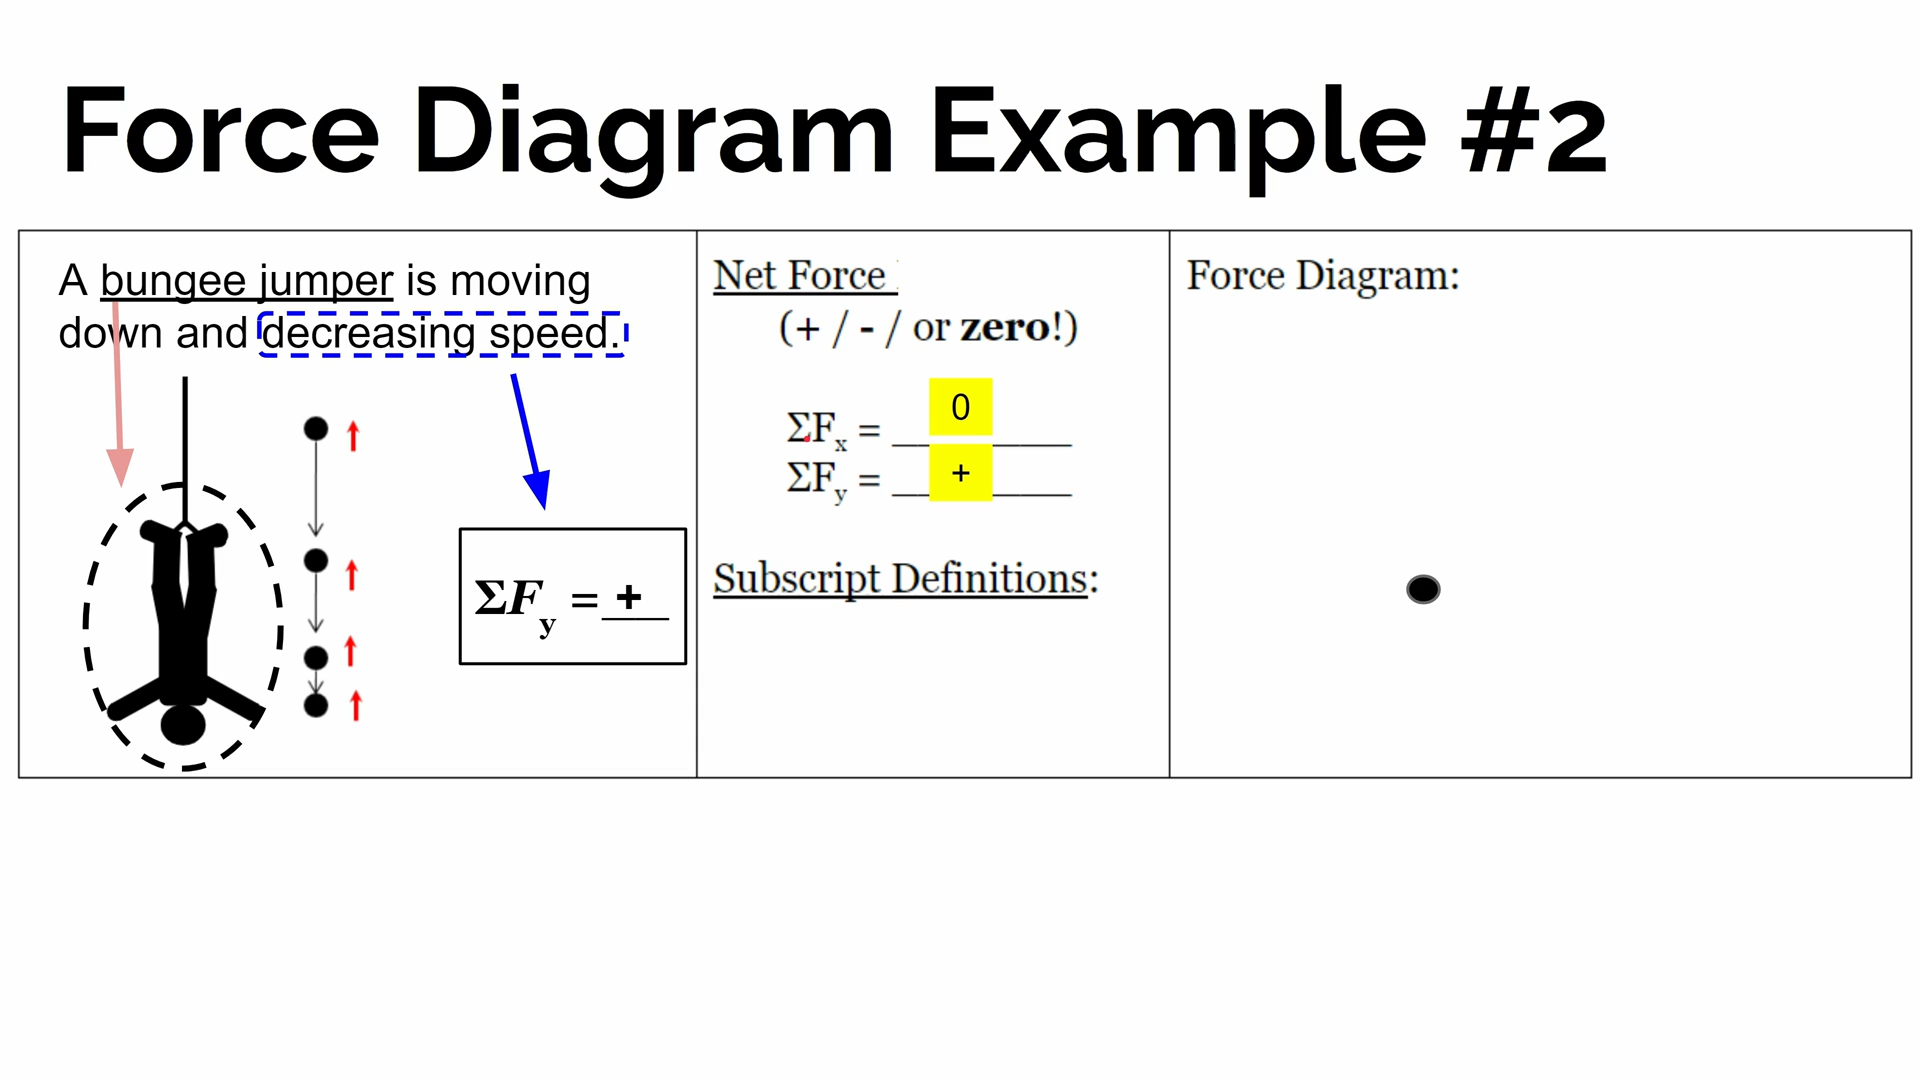 Force Diagram Example #2
A bungee jumper is moving
down and decreasing speed.
ΣFy = +
Net Force
(+ / - / or zero!)
ΣFx = 0
ΣFy = +
Subscript Definitions:
Force Diagram: